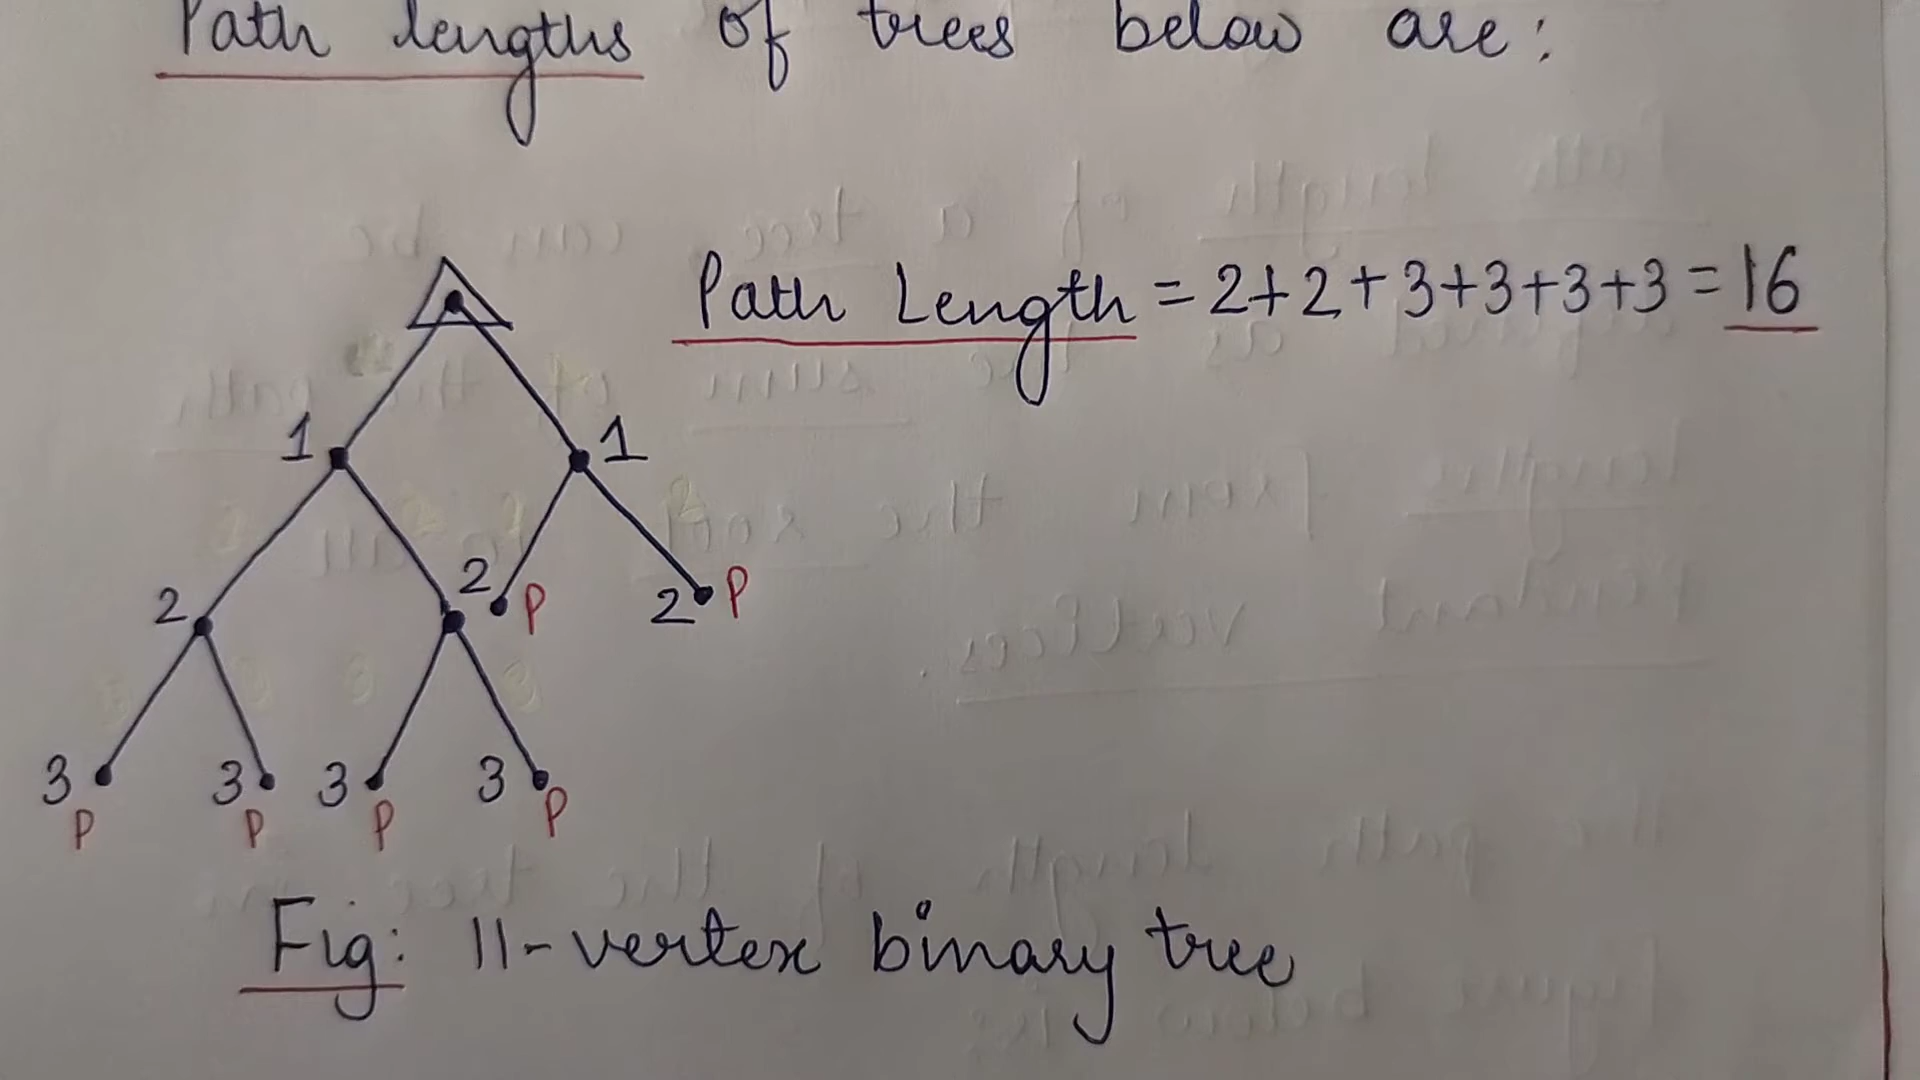 Path lengths of trees below are:
Path Length = 2+2+3+3+3+3 = 16
1 1
2 2 P 2 P
3 3 3 3
P P P P
Fig: 11-vertex binary tree